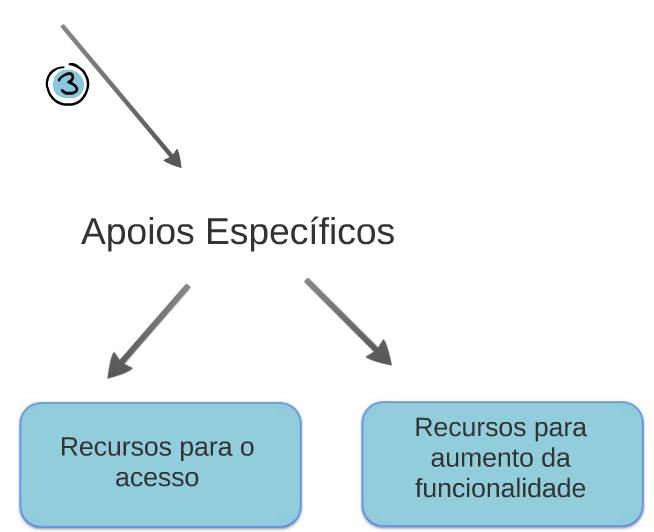 3
Apoios Específicos
Recursos para o
acesso
Recursos para
aumento da
funcionalidade